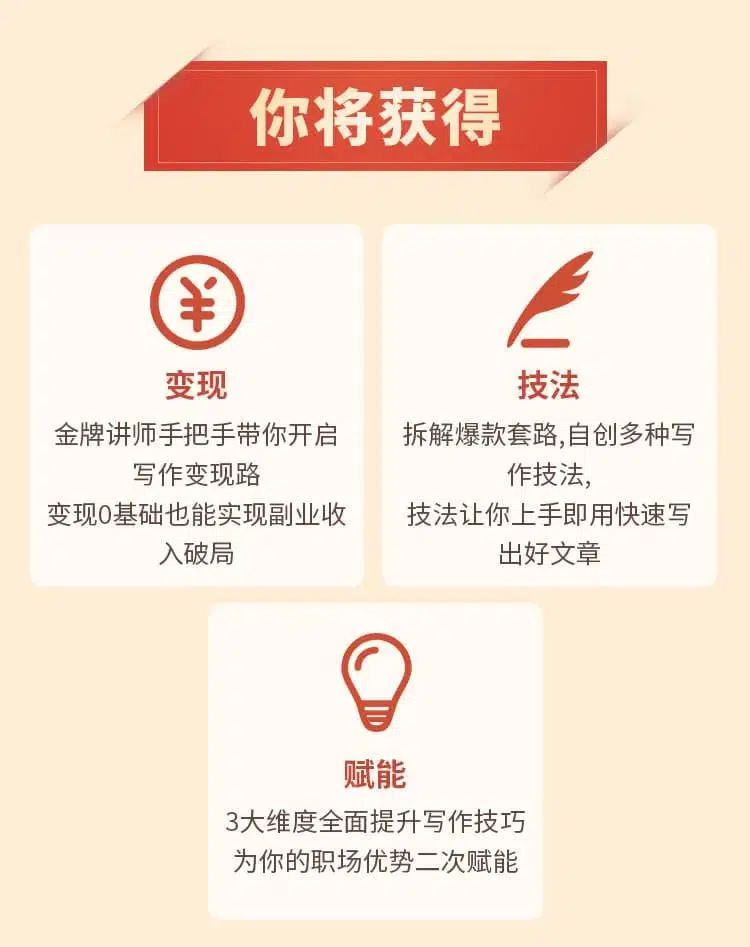 你将获得
变现
金牌讲师手把手带你开启
写作变现路
变现0基础也能实现副业收
入破局
技法
拆解爆款套路,自创多种写
作技法,
技法让你上手即用快速写
出好文章
赋能
3大维度全面提升写作技巧
为你的职场优势二次赋能